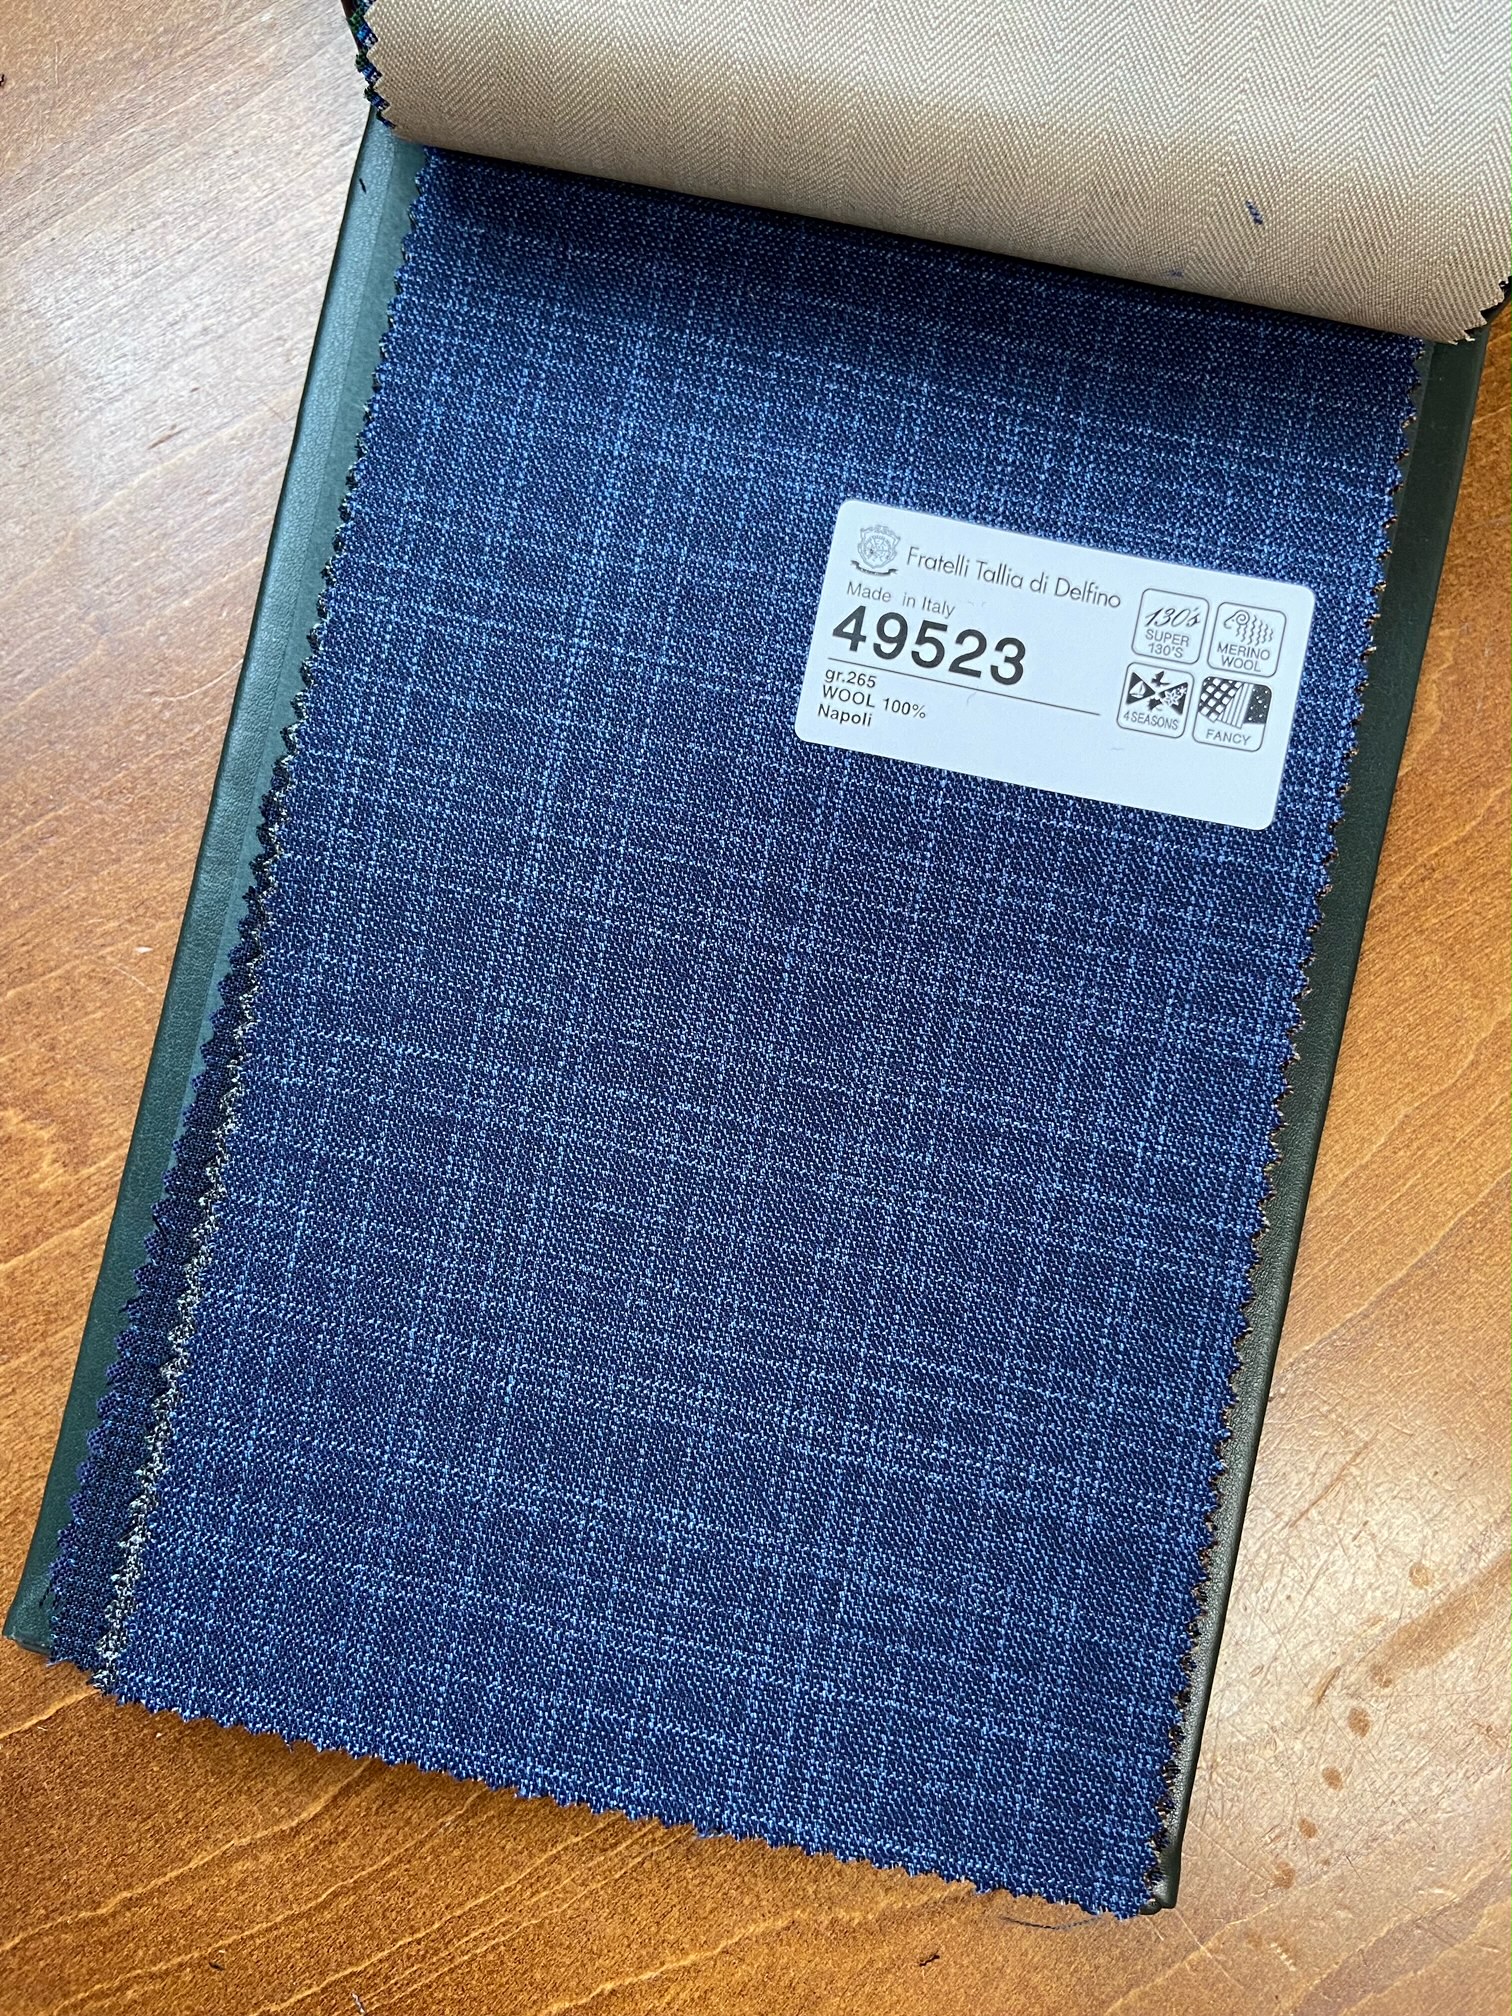 Fratelli Tallia di Delfino
Made in Italy
49523
gr.265
WOOL 100%
Napoli
130's
SUPER
130'S
MERINO
WOOL
4 SEASONS
FANCY